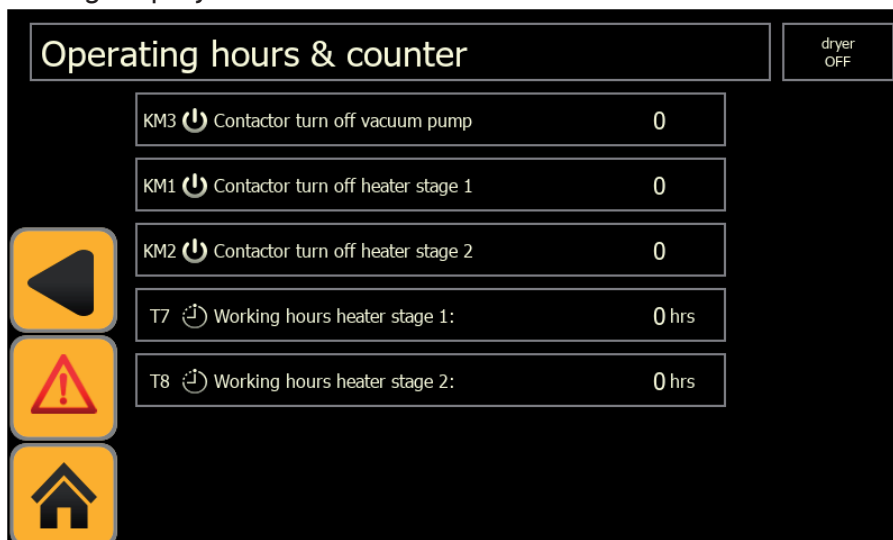 Operating hours & counter
dryer
OFF
KM3 Contactor turn off vacuum pump 0
KM1 Contactor turn off heater stage 1 0
KM2 Contactor turn off heater stage 2 0
T7 Working hours heater stage 1: 0 hrs
T8 Working hours heater stage 2: 0 hrs